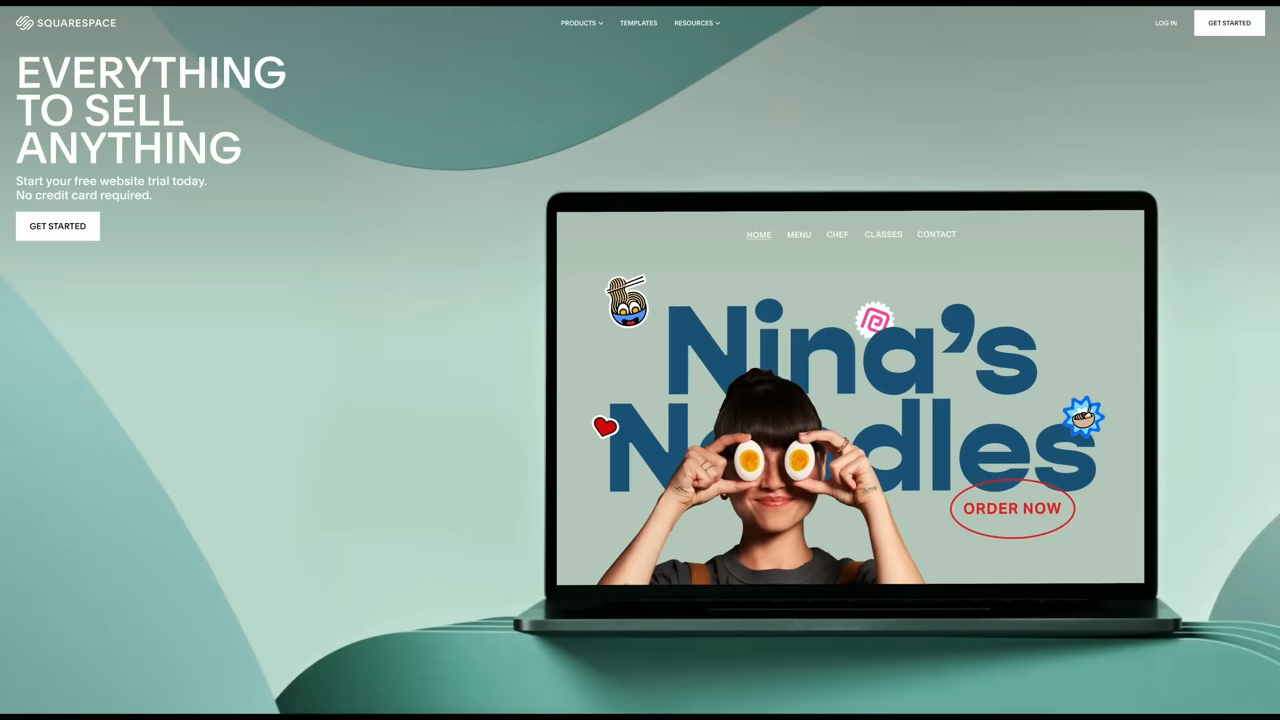 SQUARESPACE
PRODUCTS
TEMPLATES
RESOURCES
LOG IN
GET STARTED
EVERYTHING
TO SELL
ANYTHING
Start your free website trial today.
No credit card required.
GET STARTED
HOME
MENU
CHEF
CLASSES
CONTACT
Nina's
Noodles
ORDER NOW